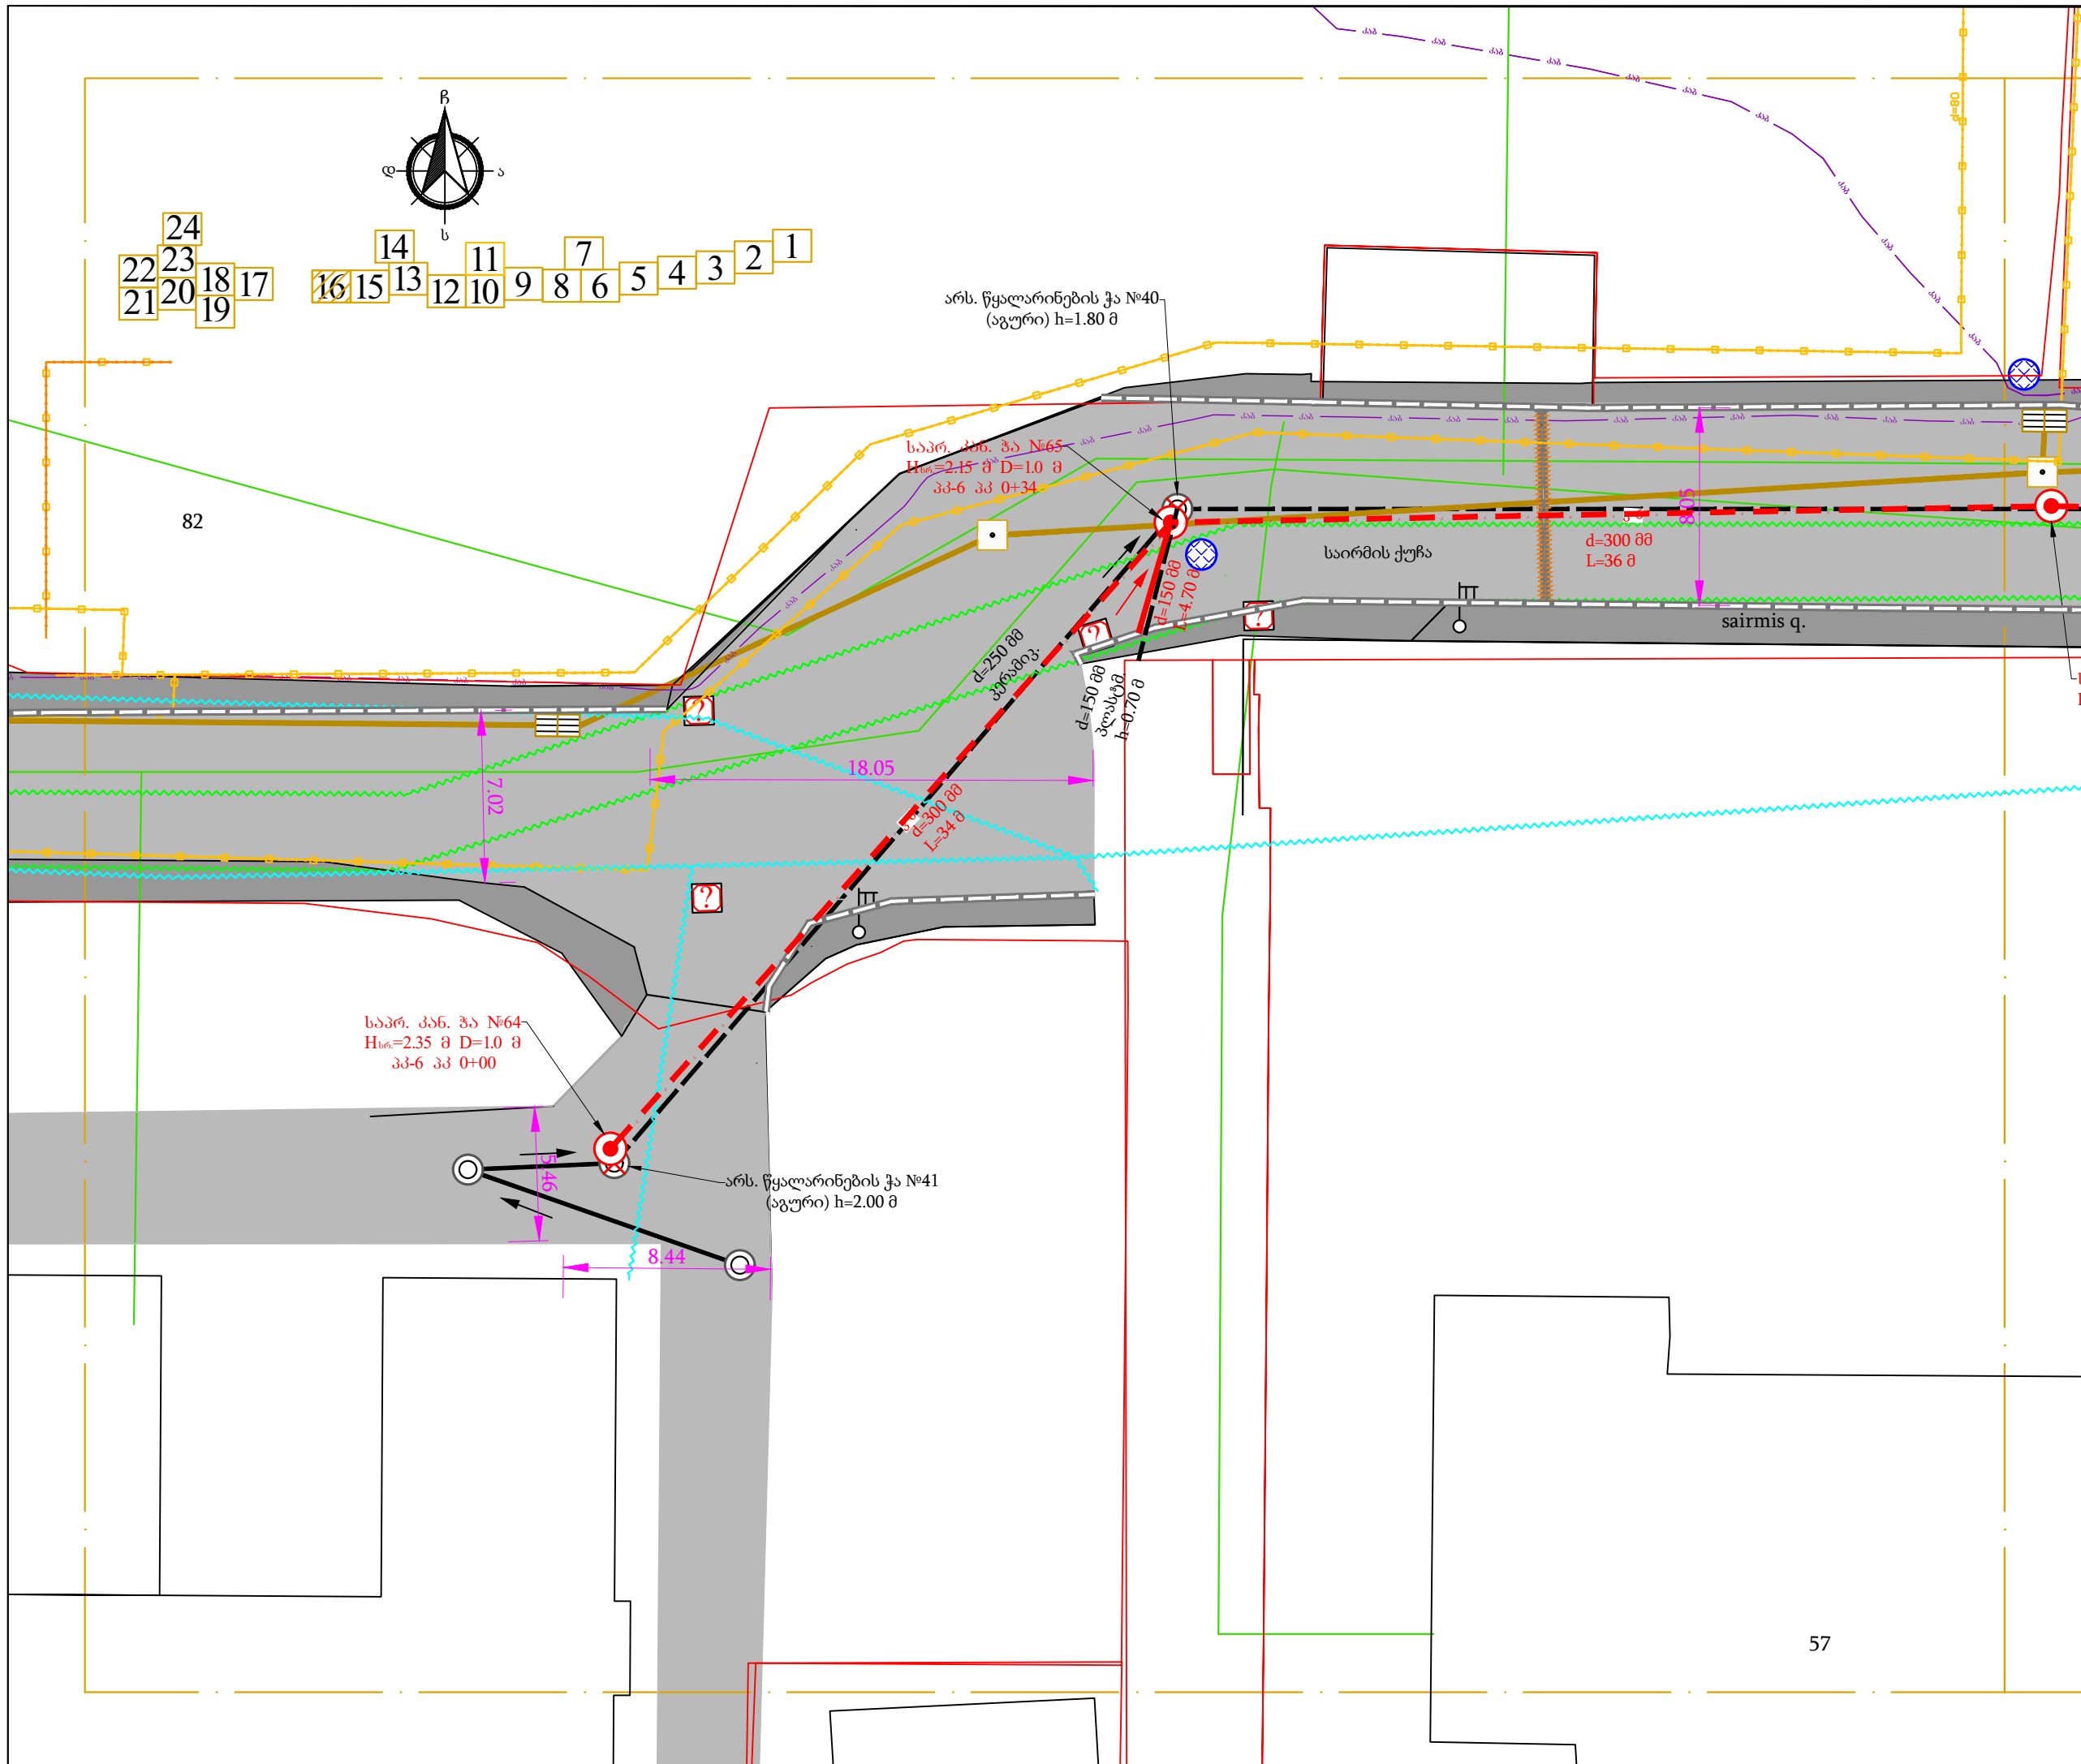 ჩ
დ
ა
ს
24
22
23
18
17
21
20
19
14
16
15
13
12
11
10
9
8
7
6
5
4
3
2
1
d=80
არს. წყალარინების ჭა №40
(აგური) h=1.80 მ
საპრ. კან. ჭა №65
Hსრ.=2.15 მ D=1.0 მ
პკ-6 პკ 0+34
82
საირმის ქუჩა
d=300 მმ
L=36 მ
8.05
sairmis q.
d=150 მმ
L=4.70 მ
d=250 მმ
კერამიკ.
d=150 მმ
პლასტმ.
h=0.70 მ
18.05
7.02
d=300 მმ
L=34 მ
საპრ. კან. ჭა №64
Hსრ.=2.35 მ D=1.0 მ
პკ-6 პკ 0+00
5.46
არს. წყალარინების ჭა №41
(აგური) h=2.00 მ
8.44
57